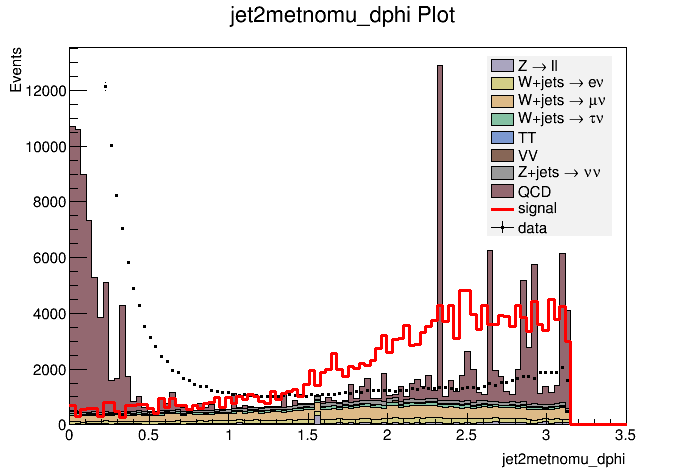 jet2metnomu_dphi Plot
Events
12000
10000
8000
6000
4000
2000
0
0 0.5 1 1.5 2 2.5 3 3.5
jet2metnomu_dphi
Z → ll
W+jets → eν
W+jets → μν
W+jets → τν
TT
VV
Z+jets → νν
QCD
signal
data